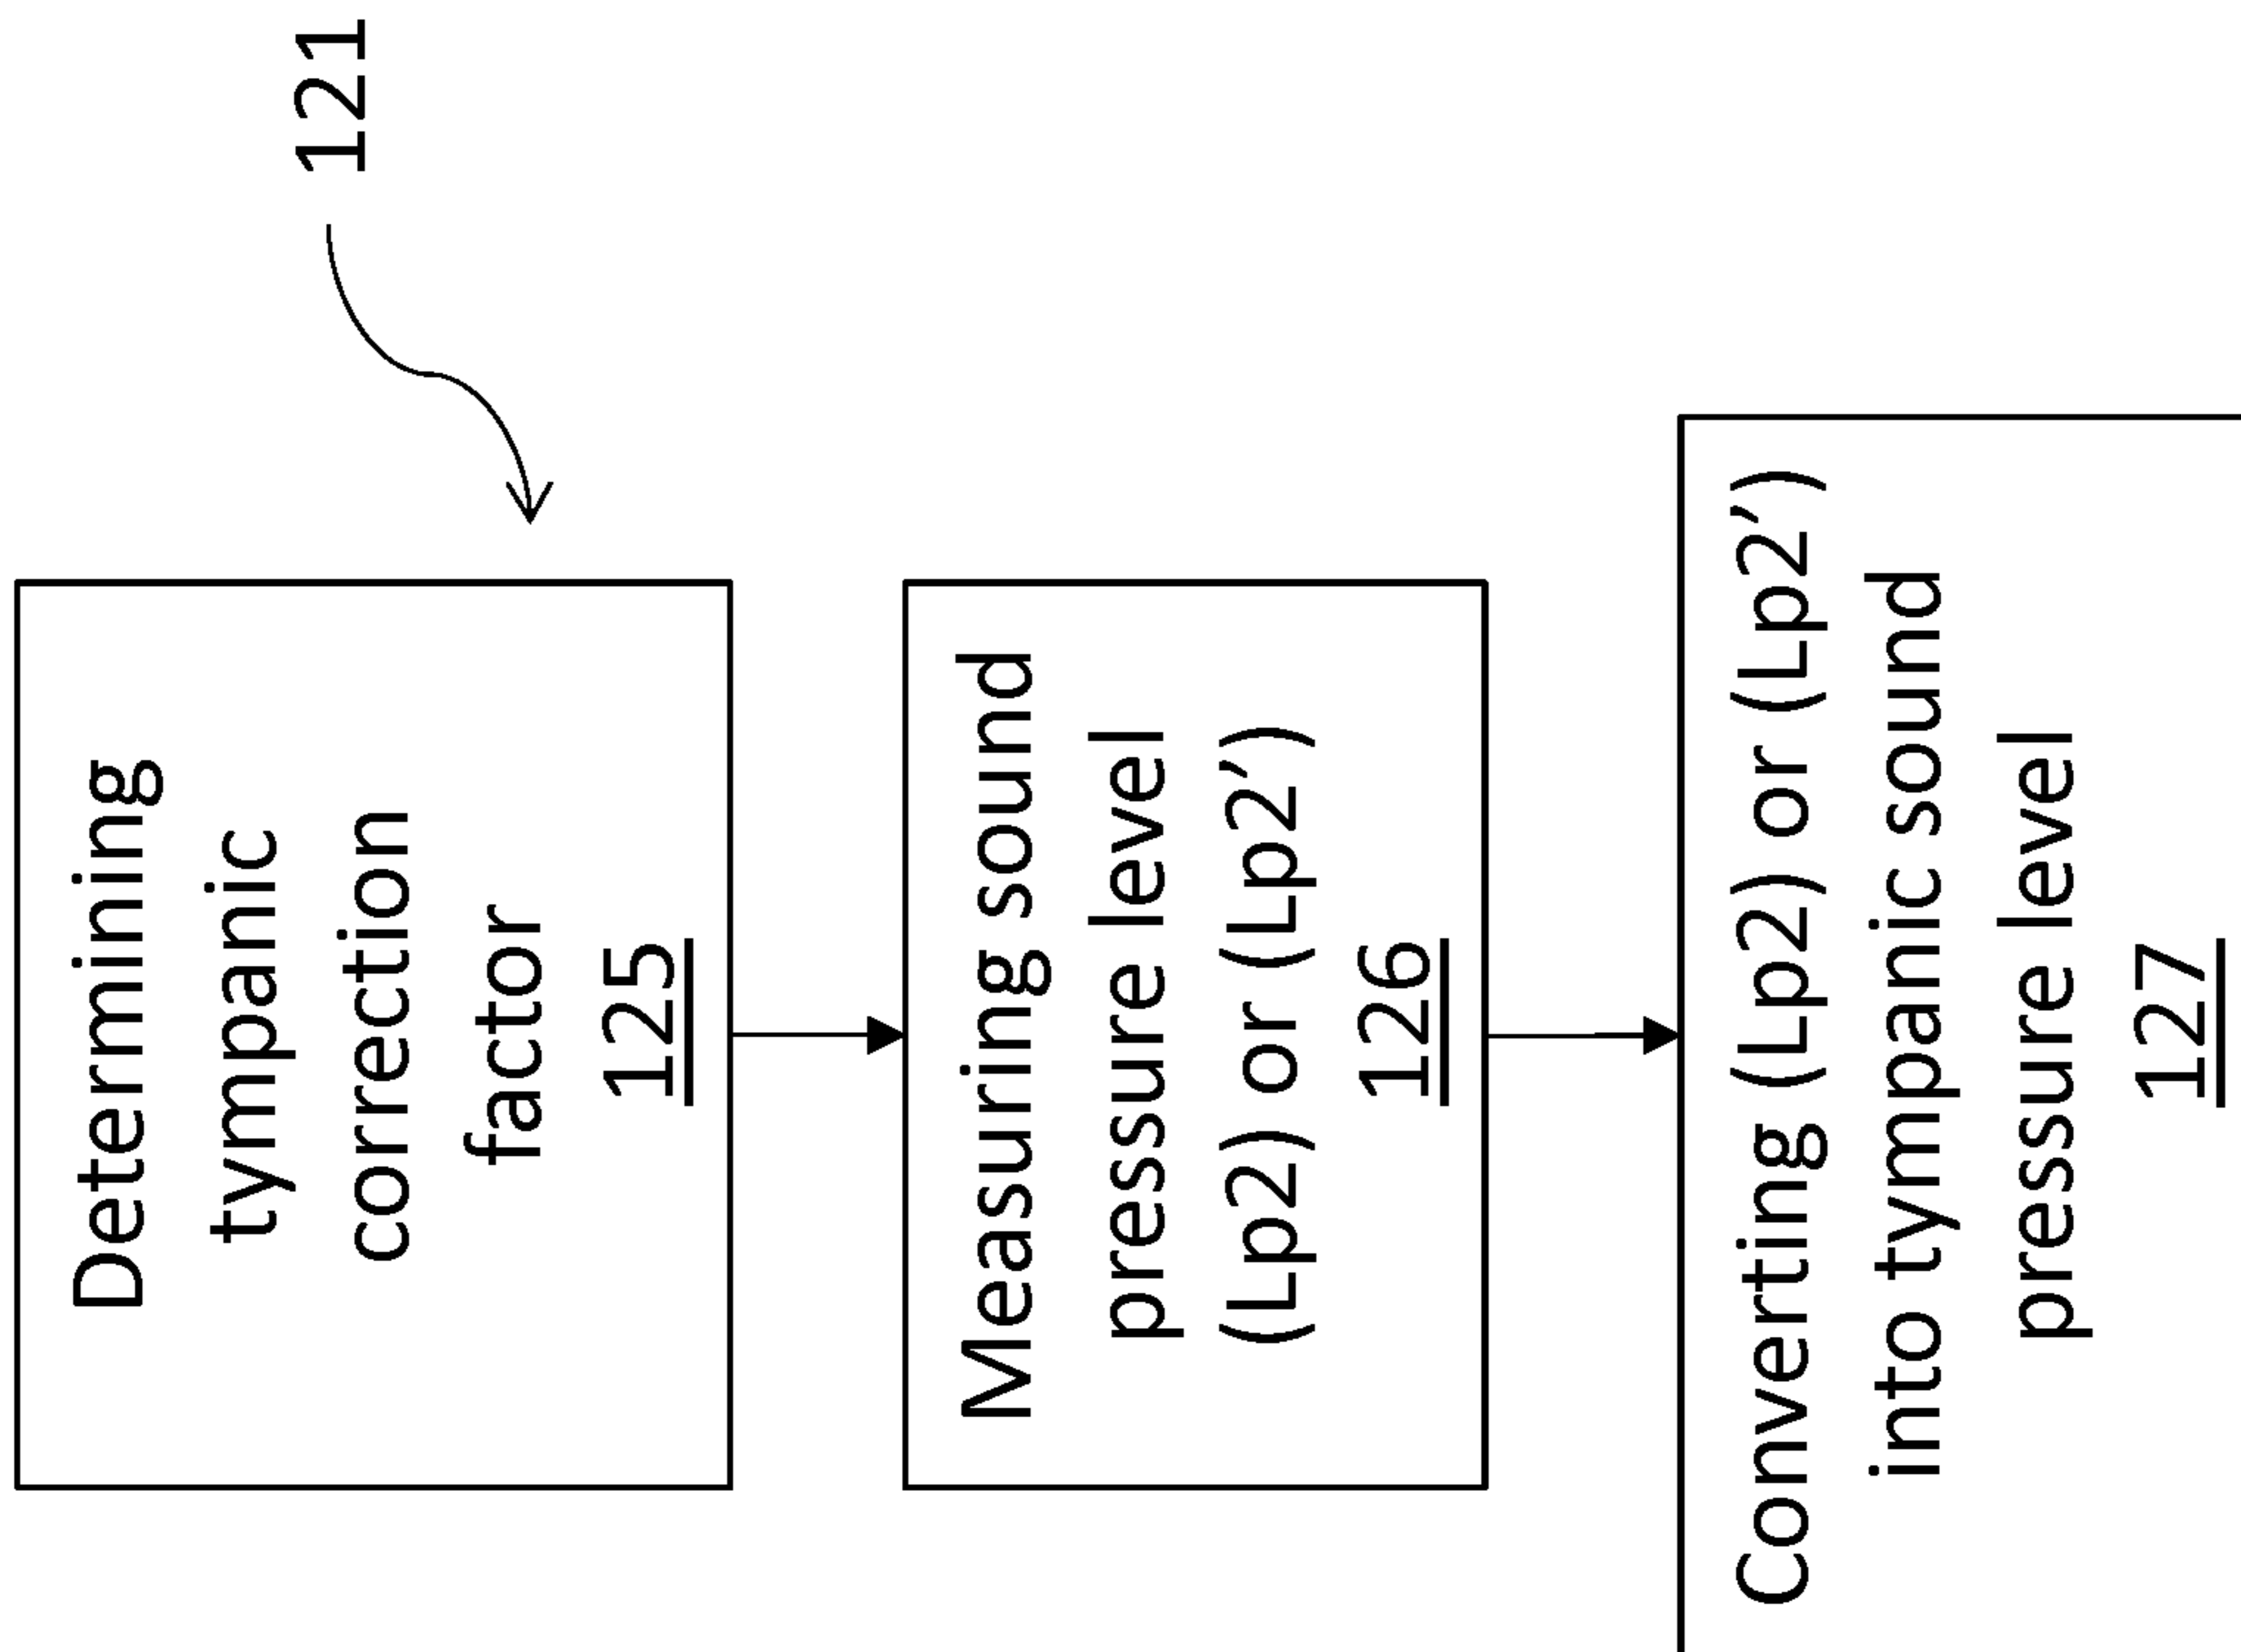 121
Determining
tympanic
correction
factor
125
Measuring sound
pressure level
(Lp2) or (Lp2’)
126
Converting (Lp2) or (Lp2’)
into tympanic sound
pressure level
127